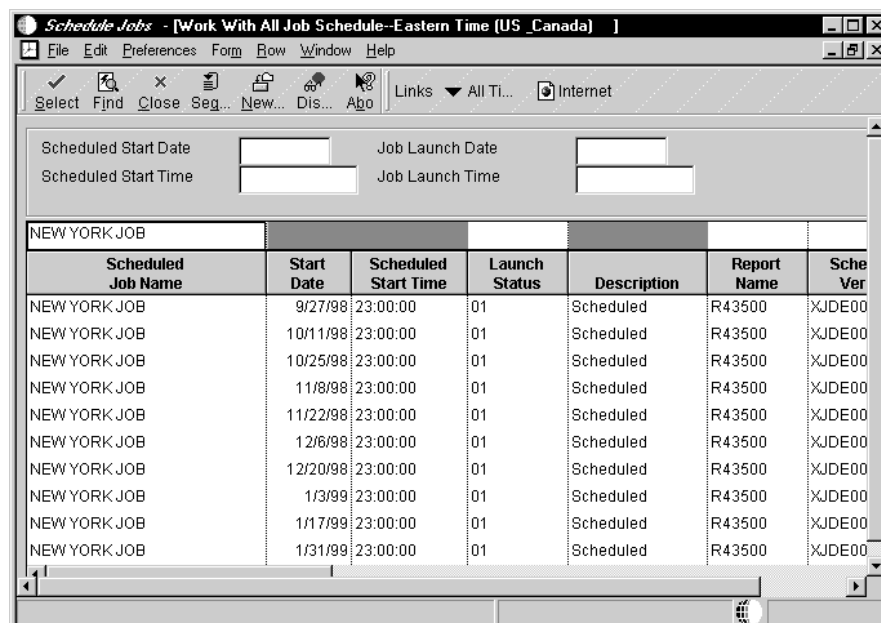 Schedule Jobs - [Work With All Job Schedule--Eastern Time (US _Canada) ]
File Edit Preferences Form Row Window Help
Select Find Close Seq... New... Dis... Abo Links All Ti... Internet
Scheduled Start Date Job Launch Date
Scheduled Start Time Job Launch Time
NEW YORK JOB
Scheduled Start Scheduled Launch Report Sche
Job Name Date Start Time Status Description Name Ver
NEW YORK JOB 9/27/98 23:00:00 01 Scheduled R43500 XJDE00
NEW YORK JOB 10/11/98 23:00:00 01 Scheduled R43500 XJDE00
NEW YORK JOB 10/25/98 23:00:00 01 Scheduled R43500 XJDE00
NEW YORK JOB 11/8/98 23:00:00 01 Scheduled R43500 XJDE00
NEW YORK JOB 11/22/98 23:00:00 01 Scheduled R43500 XJDE00
NEW YORK JOB 12/6/98 23:00:00 01 Scheduled R43500 XJDE00
NEW YORK JOB 12/20/98 23:00:00 01 Scheduled R43500 XJDE00
NEW YORK JOB 1/3/99 23:00:00 01 Scheduled R43500 XJDE00
NEW YORK JOB 1/17/99 23:00:00 01 Scheduled R43500 XJDE00
NEW YORK JOB 1/31/99 23:00:00 01 Scheduled R43500 XJDE00